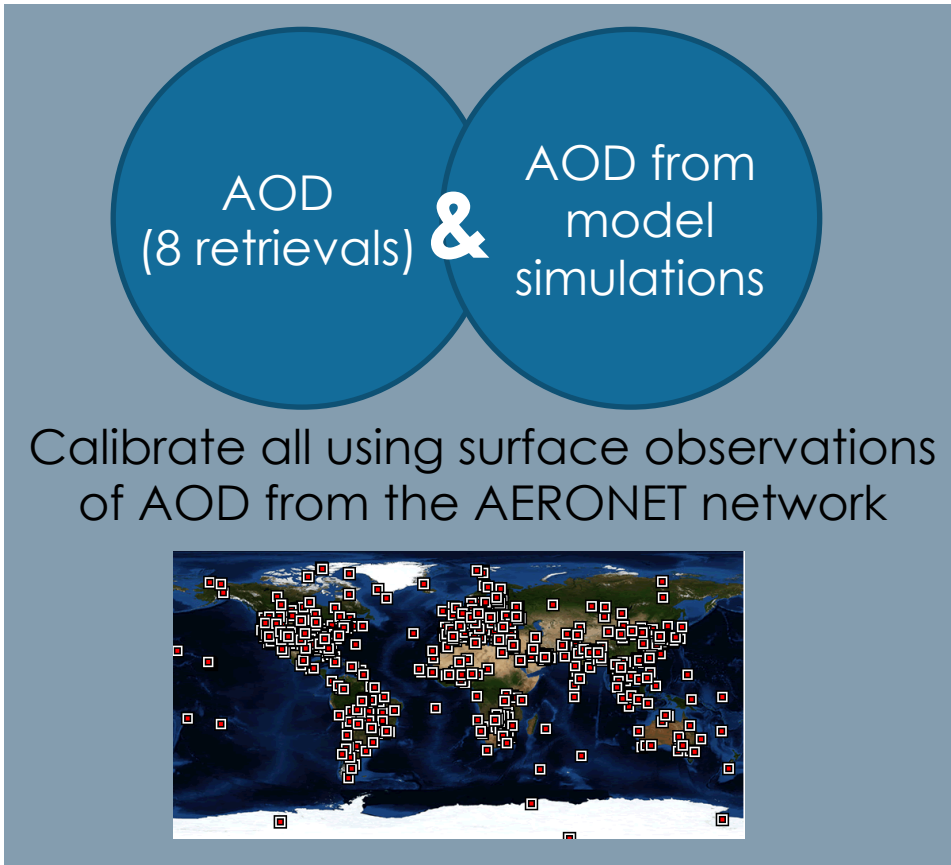 AOD
(8 retrievals)
&
AOD from
model
simulations
Calibrate all using surface observations
of AOD from the AERONET network